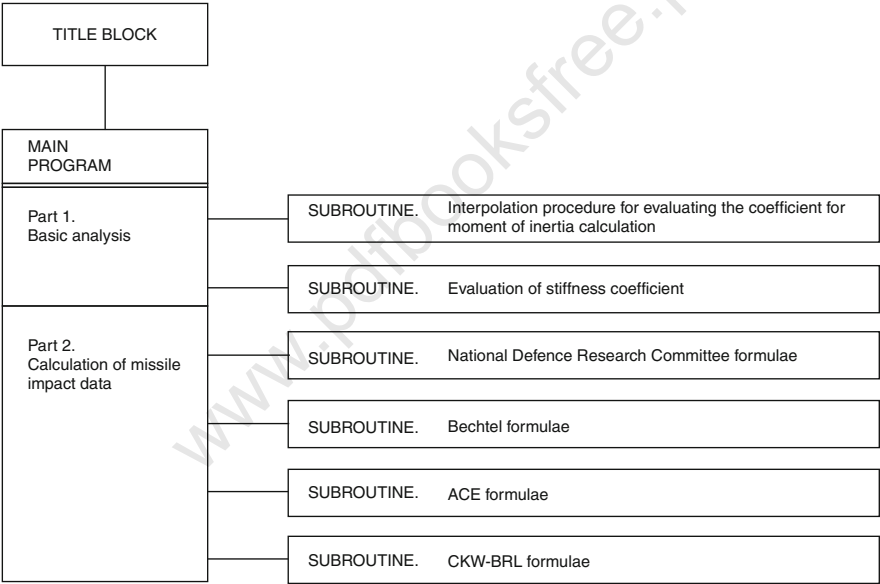 TITLE BLOCK
MAIN
PROGRAM
Part 1.
Basic analysis
SUBROUTINE. Interpolation procedure for evaluating the coefficient for
moment of inertia calculation
SUBROUTINE. Evaluation of stiffness coefficient
Part 2.
Calculation of missile
impact data
SUBROUTINE. National Defence Research Committee formulae
SUBROUTINE. Bechtel formulae
SUBROUTINE. ACE formulae
SUBROUTINE. CKW-BRL formulae
www.pdfbooksfree.p